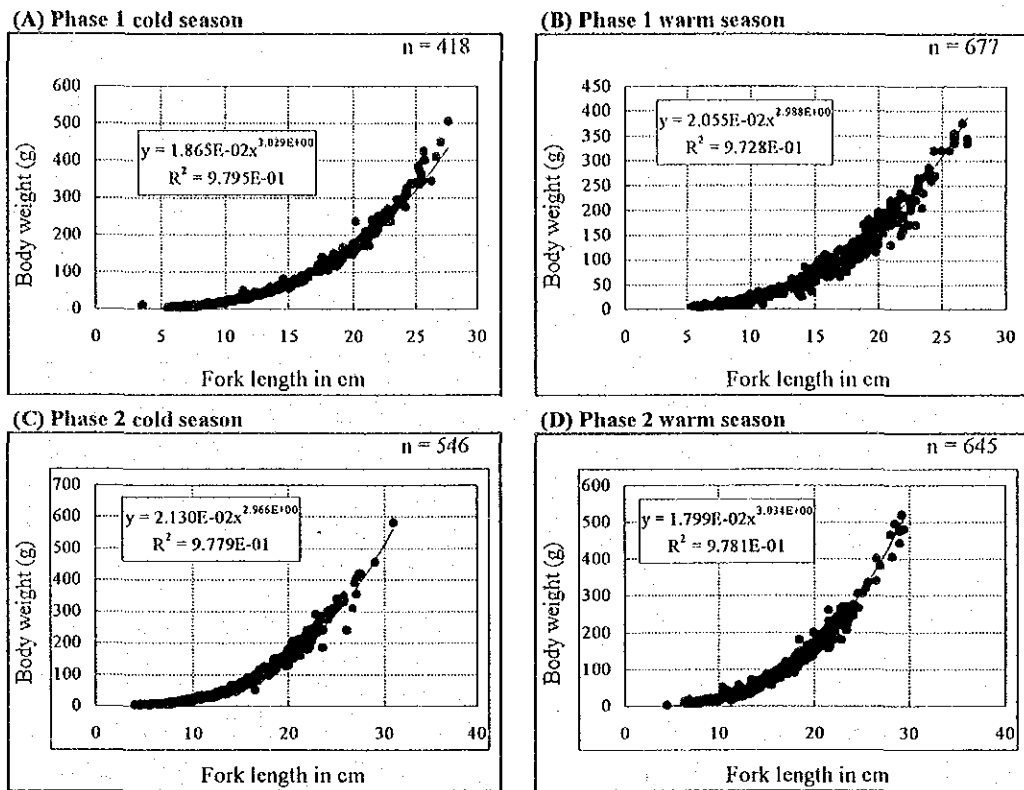 (A) Phase 1 cold season
n = 418
600
500
400
300
200
100
0
Body weight (g)
y = 1.865E-02x^3.029E+00
R² = 9.795E-01
0 5 10 15 20 25 30
Fork length in cm
(B) Phase 1 warm season
n = 677
450
400
350
300
250
200
150
100
50
0
Body weight (g)
y = 2.055E-02x^2.988E+00
R² = 9.728E-01
0 5 10 15 20 25 30
Fork length in cm
(C) Phase 2 cold season
n = 546
700
600
500
400
300
200
100
0
Body weight (g)
y = 2.130E-02x^2.966E+00
R² = 9.779E-01
0 10 20 30 40
Fork length in cm
(D) Phase 2 warm season
n = 645
600
500
400
300
200
100
0
Body weight (g)
y = 1.799E-02x^3.034E+00
R² = 9.781E-01
0 10 20 30 40
Fork length in cm